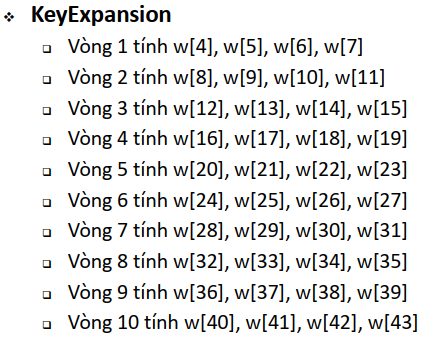 ❖ KeyExpansion
❑ Vòng 1 tính w[4], w[5], w[6], w[7]
❑ Vòng 2 tính w[8], w[9], w[10], w[11]
❑ Vòng 3 tính w[12], w[13], w[14], w[15]
❑ Vòng 4 tính w[16], w[17], w[18], w[19]
❑ Vòng 5 tính w[20], w[21], w[22], w[23]
❑ Vòng 6 tính w[24], w[25], w[26], w[27]
❑ Vòng 7 tính w[28], w[29], w[30], w[31]
❑ Vòng 8 tính w[32], w[33], w[34], w[35]
❑ Vòng 9 tính w[36], w[37], w[38], w[39]
❑ Vòng 10 tính w[40], w[41], w[42], w[43]